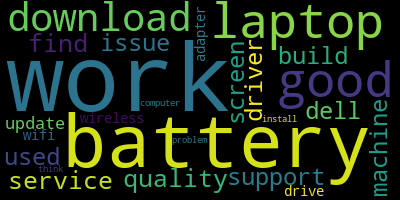 download laptop
find issue adapter
work screen driver good build
battery dell
update wireless computer machine
used wifi problem install
service quality think support drive